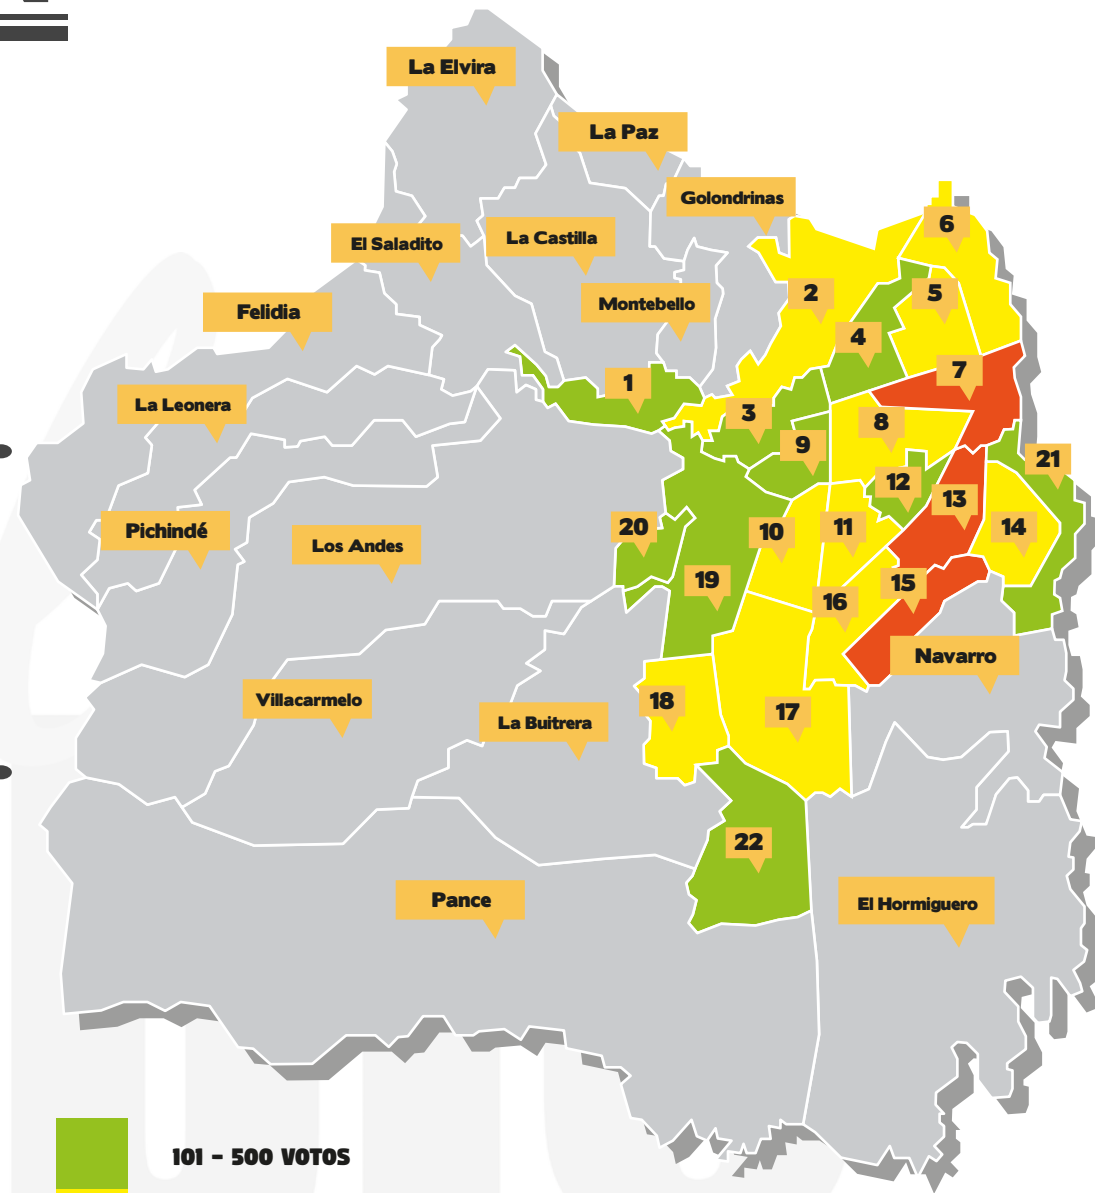 La Elvira
La Paz
Golondrinas
6
El Saladito
La Castilla
2
5
Montebello
Felidia
4
7
1
La Leonera
3
8
9
21
12
13
Pichindé
Los Andes
20
10
11
14
19
15
16
Navarro
Villacarmelo
18
17
La Buitrera
22
Pance
El Hormiguero
101 - 500 VOTOS